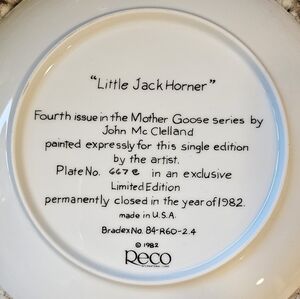 "Little Jack Horner"
Fourth issue in the Mother Goose series by
John McClelland
painted expressly for this single edition
by the artist.
Plate No. 667 e in an exclusive
Limited Edition
permanently closed in the year of 1982.
made in U.S.A.
Bradex No. 84-R60-2.4
© 1982
Reco